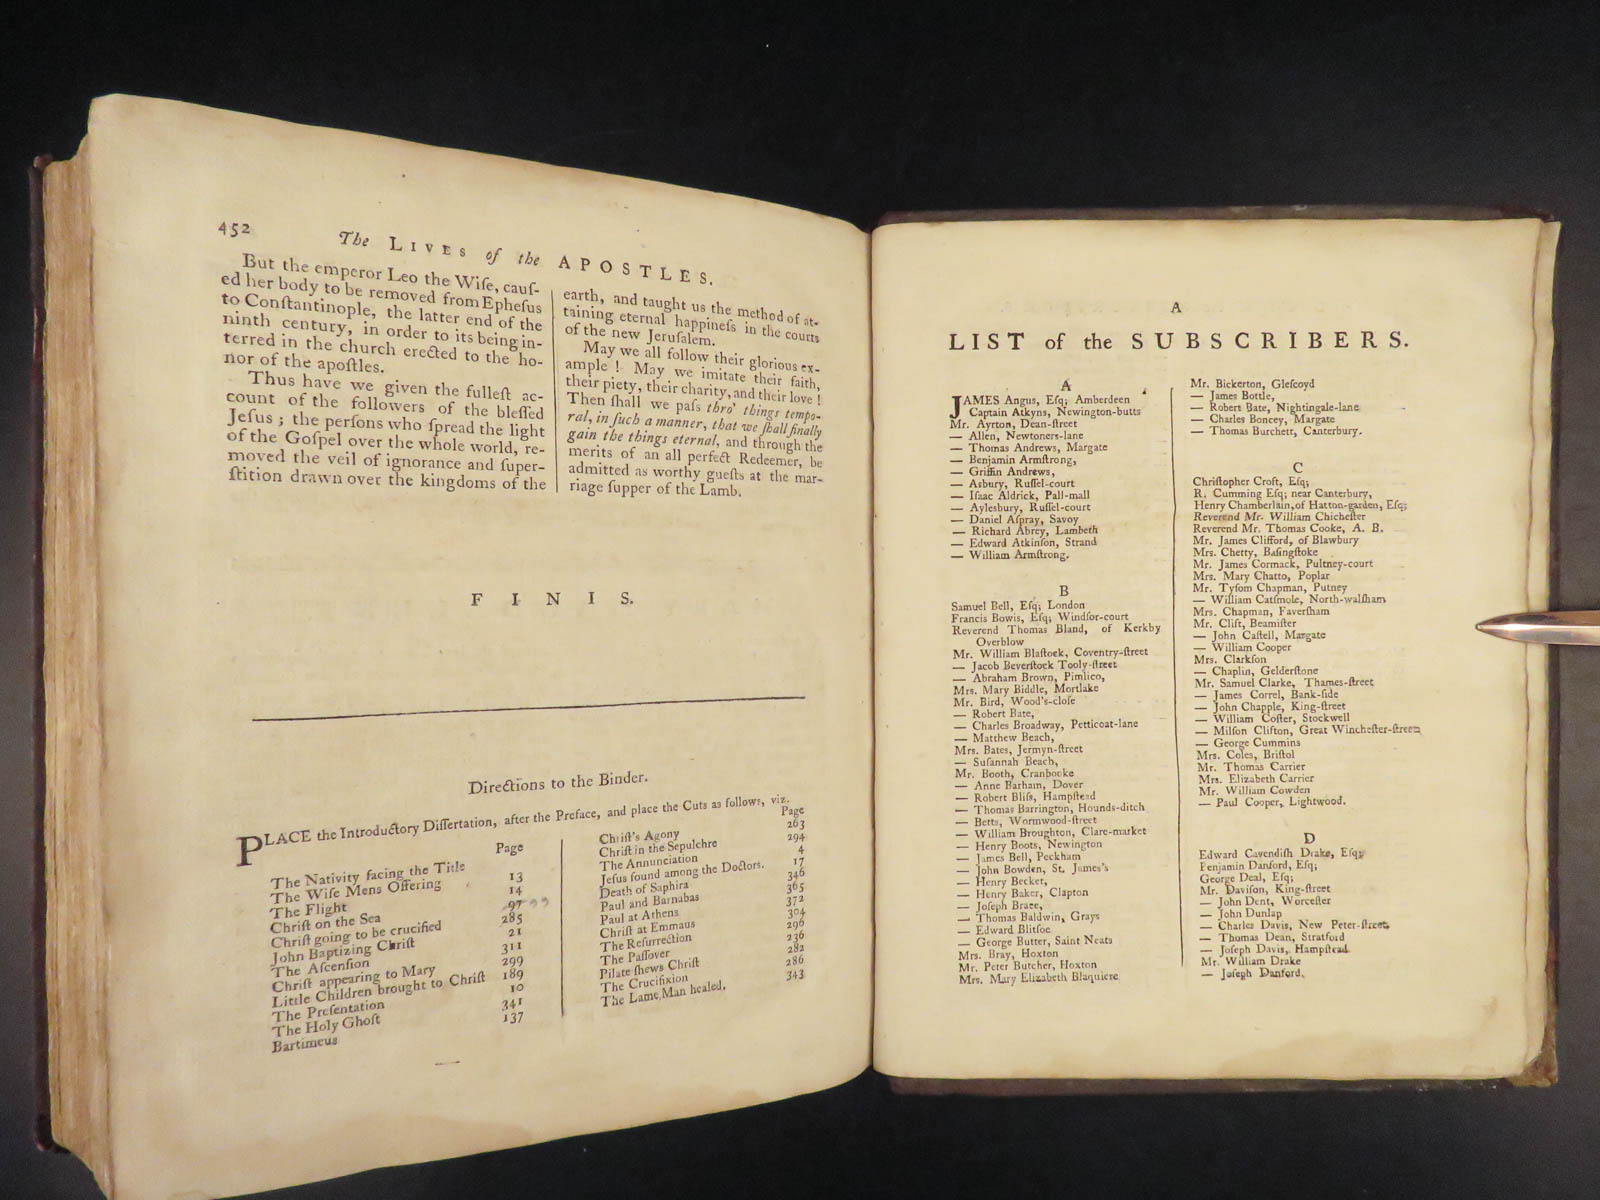 452
The LIVES of the APOSTLES.
But the emperor Leo the Wiſe, cauſ-
ed her body to be removed from Epheſus
to Conſtantinople, the latter end of the
ninth century, in order to its being in-
terred in the church erected to the ho-
nor of the apoſtles.
Thus have we given the fulleſt ac-
count of the followers of the bleſſed
Jeſus; the perſons who ſpread the light
of the Goſpel over the whole world, re-
moved the veil of ignorance and ſuper-
ſtition drawn over the kingdoms of the
earth, and taught us the method of at-
taining eternal happineſs in the courts
of the new Jeruſalem.
May we all follow their glorious ex-
ample! May we imitate their faith,
their piety, their charity, and their love!
Then ſhall we paſs thro' things tempo-
ral, in ſuch a manner, that we ſhall finally
gain the things eternal, and through the
merits of an all perfect Redeemer, be
admitted as worthy gueſts at the mar-
riage ſupper of the Lamb.
FINIS.
Directions to the Binder.
PLACE the Introductory Diſſertation, after the Preface, and place the Cuts as follows, viz.
Page
The Nativity facing the Title
The Wiſe Mens Offering 13
The Flight 14
Chriſt on the Sea 97 99
Chriſt going to be crucified 285
John Baptizing Chriſt 21
The Aſcenſion 311
Chriſt appearing to Mary 299
Little Children brought to Chriſt 189
The Preſentation 10
The Holy Ghoſt 341
Bartimeus 137
Page
Chriſt's Agony 263
Chriſt in the Sepulchre 294
The Annunciation 4
Jeſus found among the Doctors. 17
Death of Saphira 346
Paul and Barnabas 365
Paul at Athens 372
Chriſt at Emmaus 304
The Reſurrection 296
The Paſſover 236
Pilate ſhews Chriſt 282
The Crucifixion 286
The Lame Man healed. 343
A
LIST of the SUBSCRIBERS.
A
JAMES Angus, Eſq; Amberdeen
Captain Atkyns, Newington-butts
Mr. Ayrton, Dean-ſtreet
— Allen, Newtoners-lane
— Thomas Andrews, Margate
— Benjamin Armſtrong,
— Griffin Andrews,
— Asbury, Ruſſel-court
— Iſaac Aldrick, Pall-mall
— Aylesbury, Ruſſel-court
— Daniel Aſpray, Savoy
— Richard Abrey, Lambeth
— Edward Atkinſon, Strand
— William Armſtrong.
B
Samuel Bell, Eſq; London
Francis Bowis, Eſq; Windſor-court
Reverend Thomas Bland, of Kerkby
Overblow
Mr. William Blaſtock, Coventry-ſtreet
— Jacob Beverſtock Tooly-ſtreet
— Abraham Brown, Pimlico,
Mrs. Mary Biddle, Mortlake
Mr. Bird, Wood's-cloſe
— Robert Bate,
— Charles Broadway, Petticoat-lane
— Matthew Beach,
Mrs. Bates, Jermyn-ſtreet
— Suſannah Beach,
Mr. Booth, Cranbooke
— Anne Barham, Dover
— Robert Bliſs, Hampſtead
— Thomas Barrington, Hounds-ditch
— Betts, Wormwood-ſtreet
— William Broughton, Clare-market
— Henry Boots, Newington
— James Bell, Peckham
— John Bowden, St. James's
— Henry Becket,
— Henry Baker, Clapton
— Joſeph Brace,
— Thomas Baldwin, Grays
— Edward Blitſoe
— George Butter, Saint Neats
Mrs. Bray, Hoxton
Mr. Peter Butcher, Hoxton
Mrs. Mary Elizabeth Blaquiere
Mr. Bickerton, Gleſcoyd
— James Bottle,
— Robert Bate, Nightingale-lane
— Charles Boncey, Margate
— Thomas Burchett, Canterbury.
C
Chriſtopher Croft, Eſq;
R. Cumming Eſq; near Canterbury,
Henry Chamberlain, of Hatton-garden, Eſq;
Reverend Mr. William Chicheſter
Reverend Mr. Thomas Cooke, A. B.
Mr. James Clifford, of Blawbury
Mrs. Chetty, Baſingſtoke
Mr. James Cormack, Pultney-court
Mrs. Mary Chatto, Poplar
Mr. Tyſom Chapman, Putney
— William Catſmole, North-walſham
Mrs. Chapman, Faverſham
Mr. Cliſt, Beamiſter
— John Caſtell, Margate
— William Cooper
Mrs. Clarkſon
— Chaplin, Gelderſtone
Mr. Samuel Clarke, Thames-ſtreet
— James Correl, Bank-ſide
— John Chapple, King-ſtreet
— William Coſter, Stockwell
— Milſon Clifton, Great Wincheſter-ſtreet
— George Cummins
Mrs. Coles, Briſtol
Mr. Thomas Carrier
Mrs. Elizabeth Carrier
Mr. William Cowden
— Paul Cooper, Lightwood.
D
Edward Cavendiſh Drake, Eſq;
Benjamin Danford, Eſq;
George Deal, Eſq;
Mr. Daviſon, King-ſtreet
— John Dent, Worceſter
— John Dunlap
— Charles Davis, New Peter-ſtreet,
— Thomas Dean, Stratford
— Joſeph Davis, Hampſtead
Mr. William Drake
— Joſeph Danford.